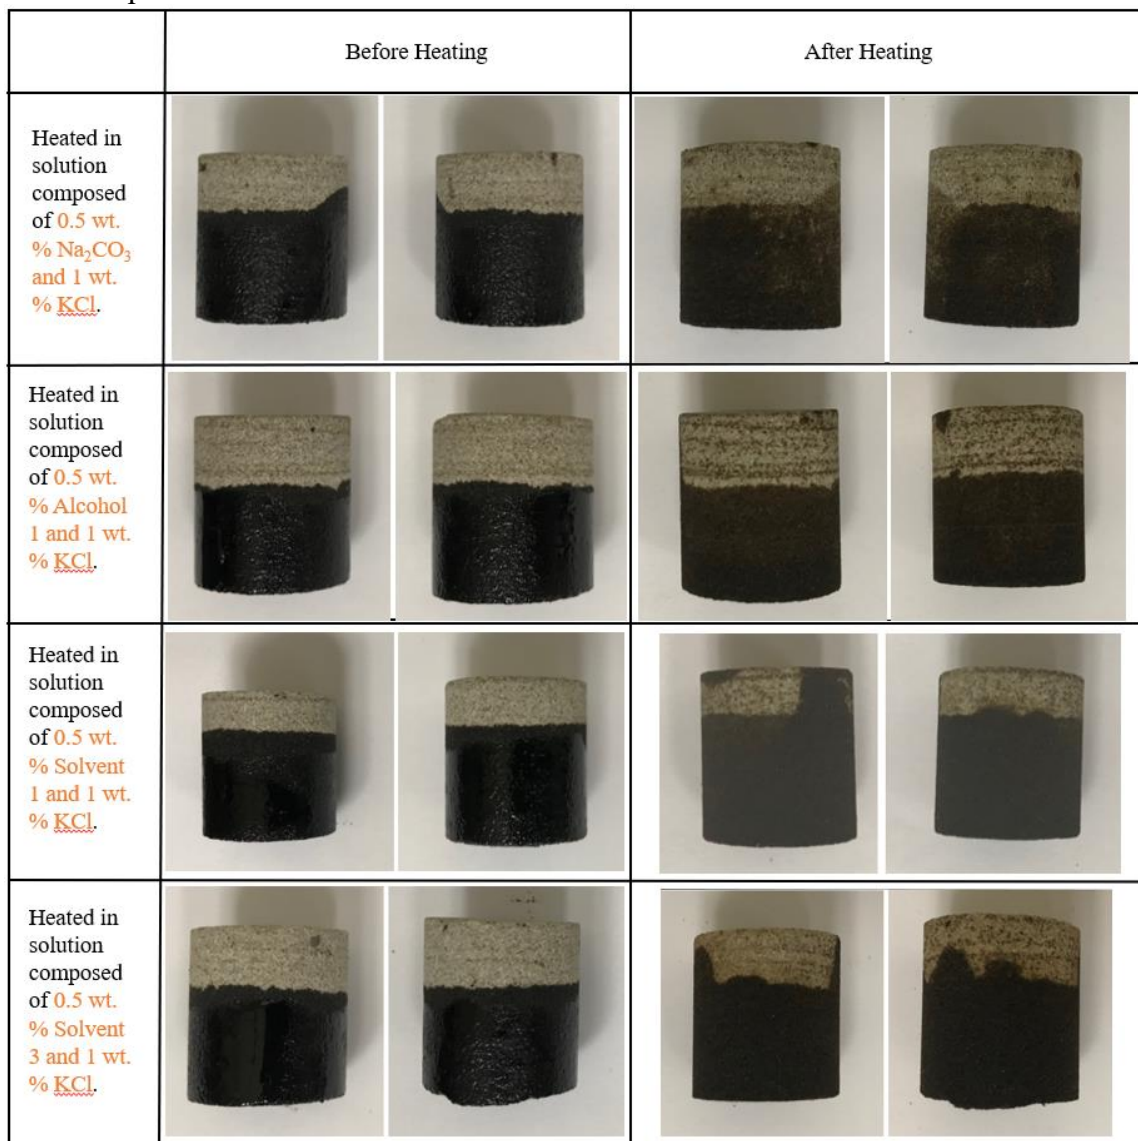 Before Heating
After Heating
Heated in
solution
composed
of 0.5 wt.
% Na₂CO₃
and 1 wt.
% KCl.
Heated in
solution
composed
of 0.5 wt.
% Alcohol
1 and 1 wt.
% KCl.
Heated in
solution
composed
of 0.5 wt.
% Solvent
1 and 1 wt.
% KCl.
Heated in
solution
composed
of 0.5 wt.
% Solvent
3 and 1 wt.
% KCl.